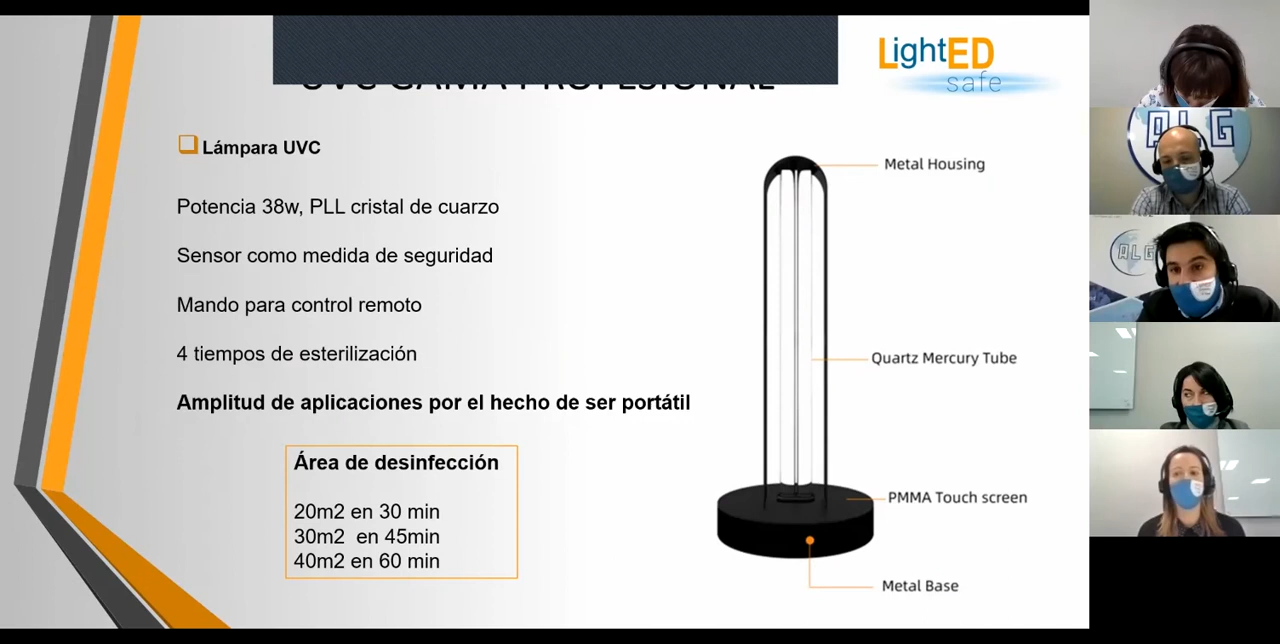 UVC GAMA PROFESIONAL
LightED
safe
Lámpara UVC
Potencia 38w, PLL cristal de cuarzo
Sensor como medida de seguridad
Mando para control remoto
4 tiempos de esterilización
Amplitud de aplicaciones por el hecho de ser portátil
Área de desinfección
20m2 en 30 min
30m2 en 45min
40m2 en 60 min
Metal Housing
Quartz Mercury Tube
PMMA Touch screen
Metal Base
ALG
ALG